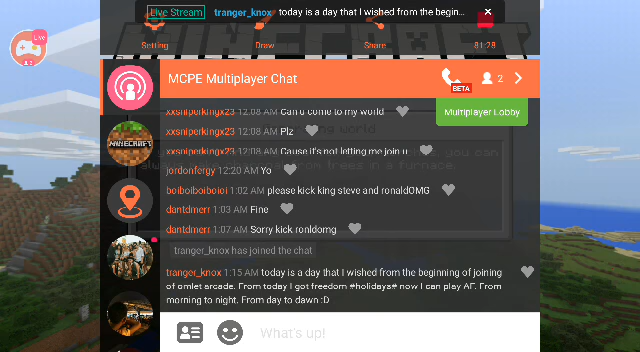 Live Stream tranger_knox today is a day that I wished from the beginn... ×
Live
MINECRAFT
Setting Draw Share 81:28
MCPE Multiplayer Chat BETA 2
Multiplayer Lobby
MINECRAFT
xxsniperkingx23 12:08 AM Can u come to my world
xxsniperkingx23 12:08 AM Plz
xxsniperkingx23 12:08 AM Cause it's not letting me join u
jordonfergy 12:20 AM Yo
boiboiboiboioi 1:02 AM please kick king steve and ronaldOMG
dantdmerr 1:03 AM Fine
dantdmerr 1:07 AM Sorry kick ronldomg
tranger_knox has joined the chat
tranger_knox 1:15 AM today is a day that I wished from the beginning of joining
of omlet arcade. From today I got freedom #holidays# now I can play AF. From
morning to night. From day to dawn :D
What's up!